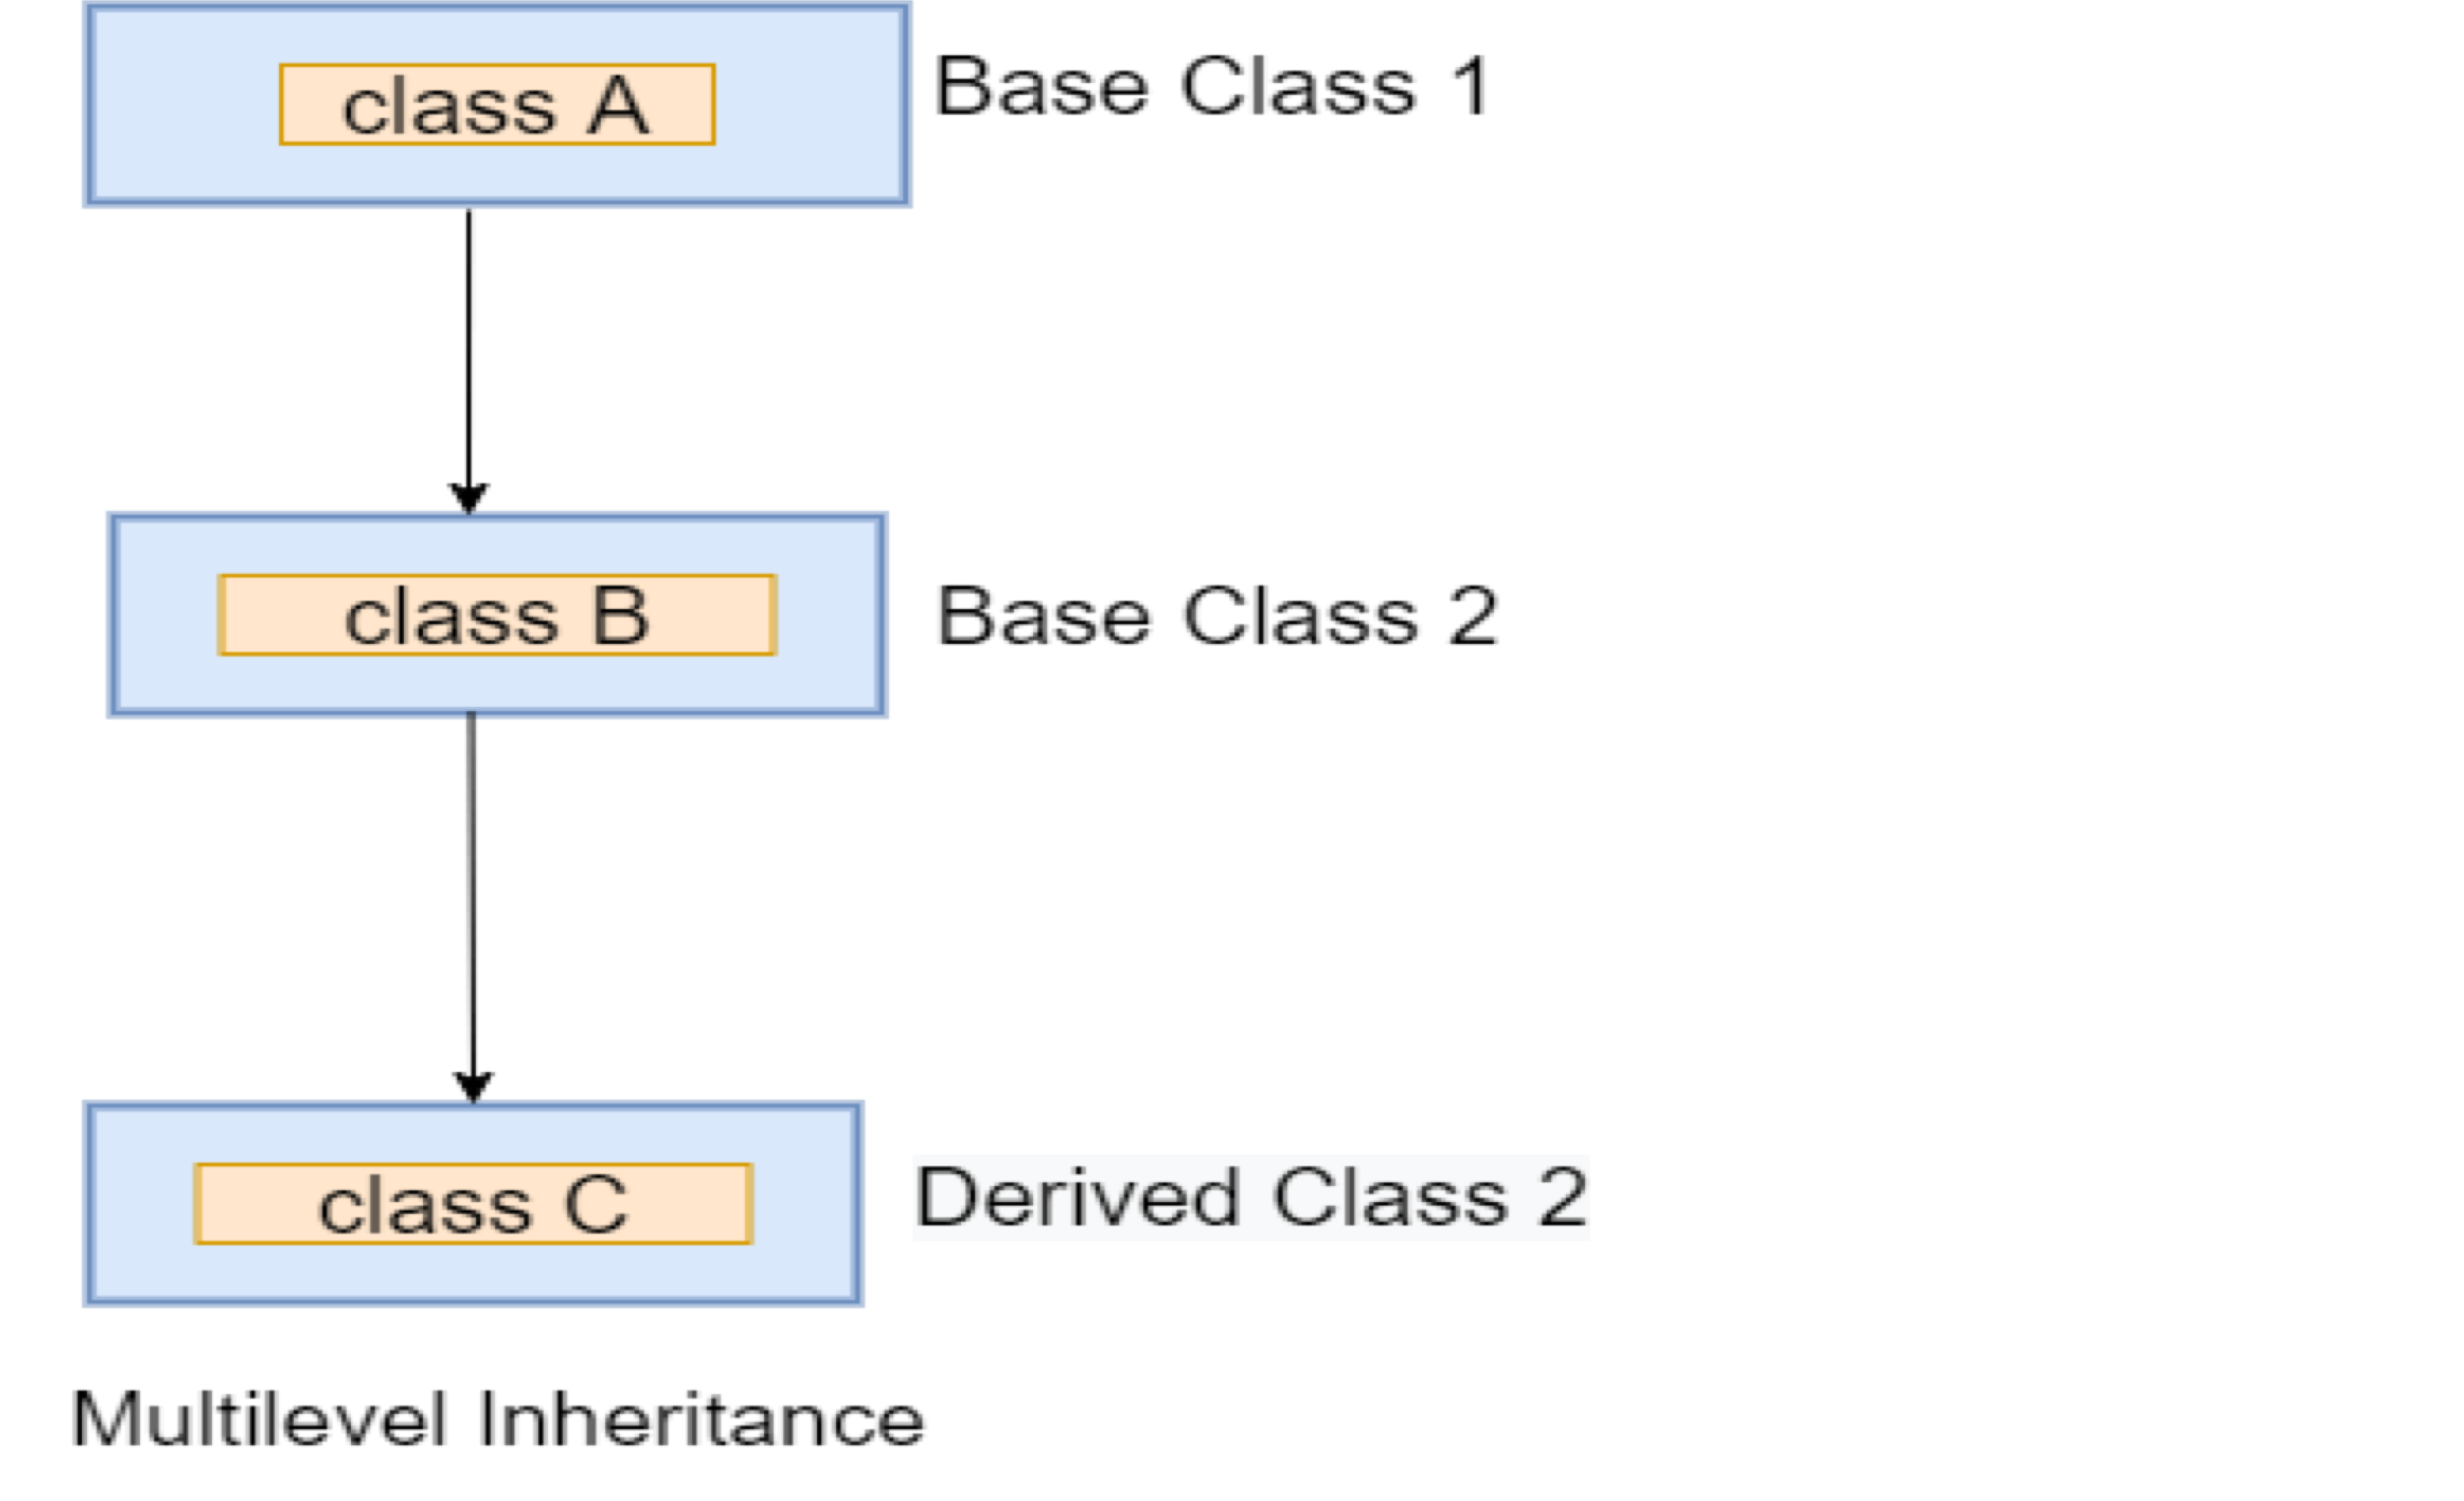 class A
Base Class 1
class B
Base Class 2
class C
Derived Class 2
Multilevel Inheritance